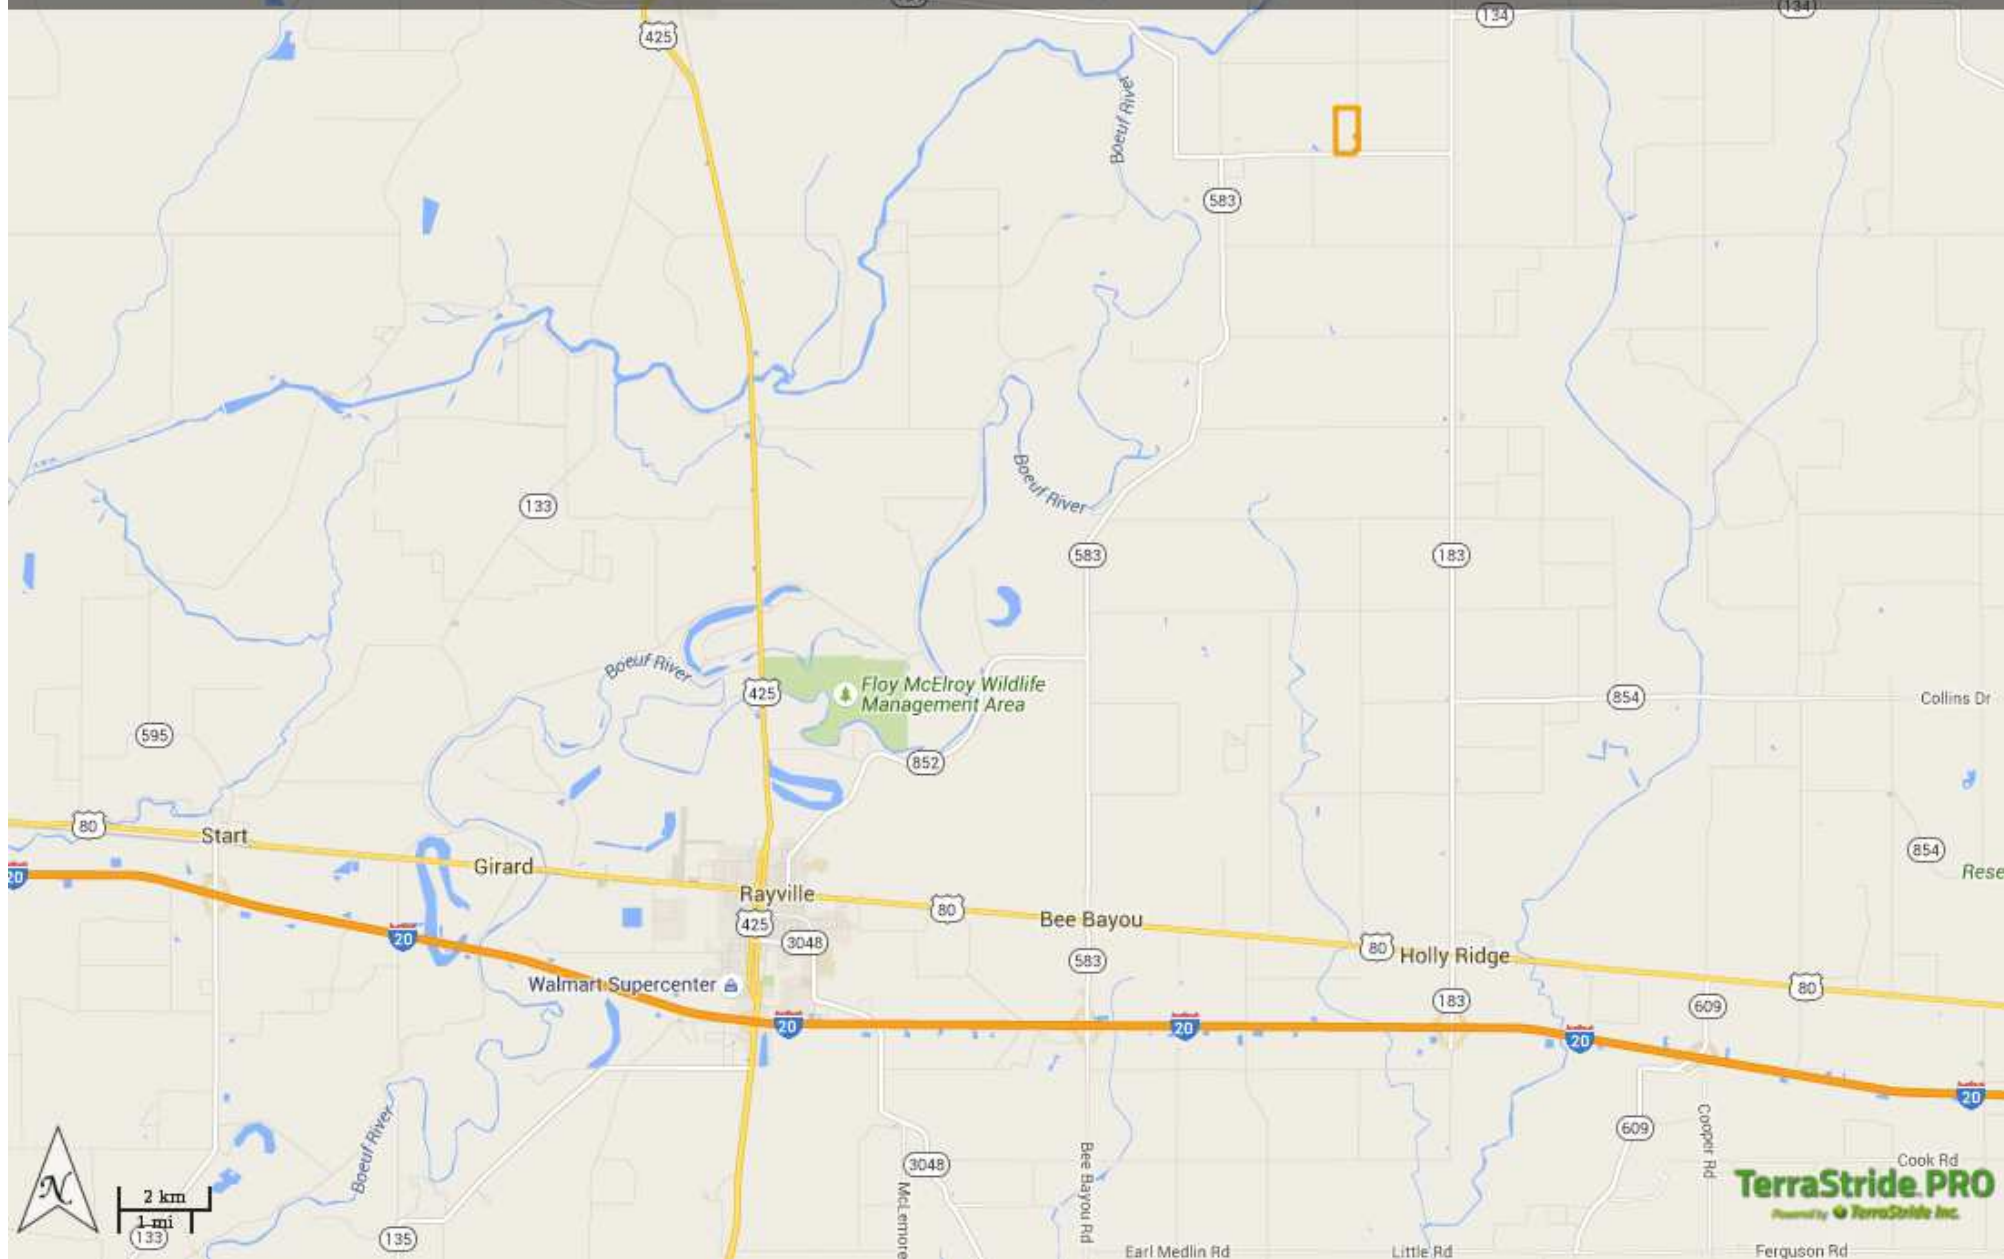 425
134
134
Boeuf River
583
Boeuf River
133
583
183
Boeuf River
425
Floy McElroy Wildlife
Management Area
854
Collins Dr
595
852
80
Start
Girard
854
20
Rese
Rayville
80
Bee Bayou
425
20
3048
80
Holly Ridge
583
Walmart Supercenter
80
183
609
20
20
20
20
Boeuf River
Cooper Rd
609
Bee Bayou Rd
3048
Cook Rd
N
2 km
1 mi
McLemore
TerraStride PRO
Powered by TerraStride Inc.
133
135
Earl Medlin Rd
Little Rd
Ferguson Rd